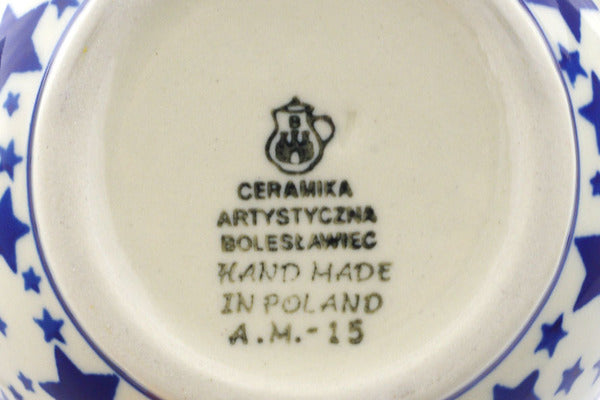 B
CERAMIKA
ARTYSTYCZNA
BOLESŁAWIEC
HAND MADE
IN POLAND
A.M.-15